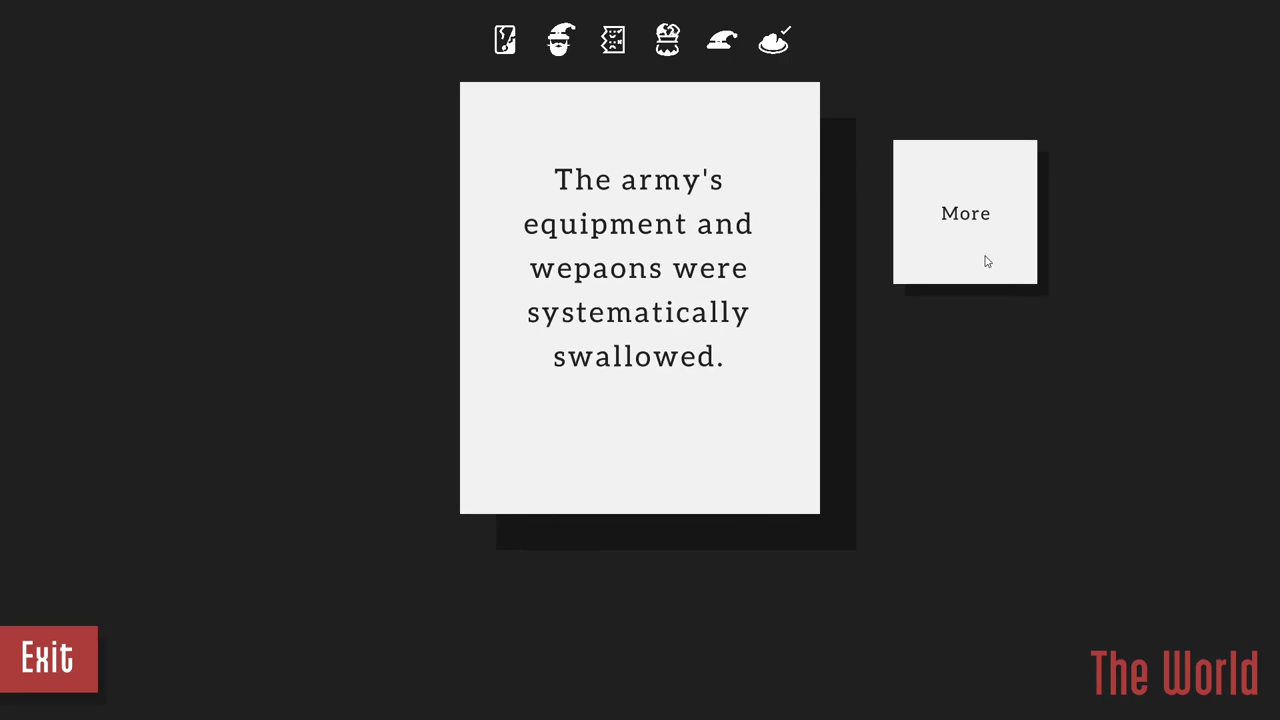 The army's
equipment and
wepaons were
systematically
swallowed.
More
Exit
The World